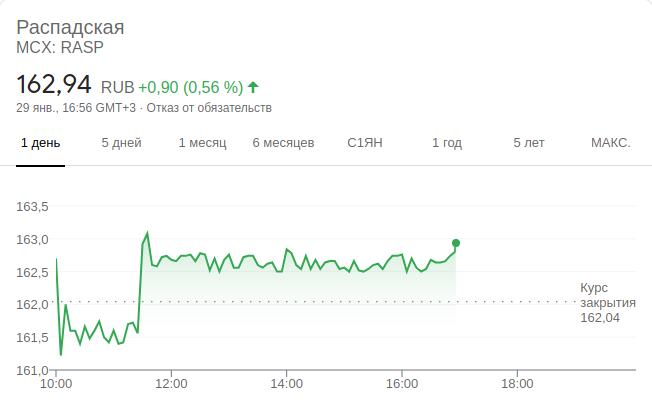 Распадская
MCX: RASP
162,94 RUB +0,90 (0,56 %)
29 янв., 16:56 GMT+3 · Отказ от обязательств
1 день 5 дней 1 месяц 6 месяцев С1ЯН 1 год 5 лет МАКС.
163,5
163,0
162,5
162,0
161,5
161,0
Курс
закрытия
162,04
10:00 12:00 14:00 16:00 18:00